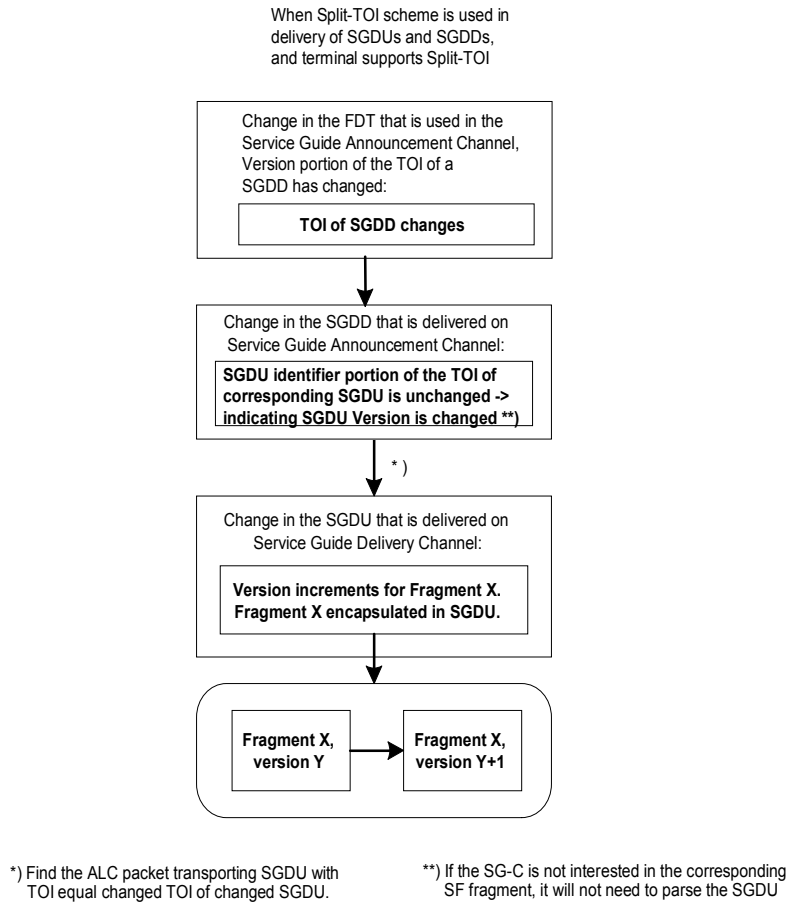 When Split-TOI scheme is used in
delivery of SGDUs and SGDDs,
and terminal supports Split-TOI
Change in the FDT that is used in the
Service Guide Announcement Channel,
Version portion of the TOI of a
SGDD has changed:
TOI of SGDD changes
Change in the SGDD that is delivered on
Service Guide Announcement Channel:
SGDU identifier portion of the TOI of
corresponding SGDU is unchanged ->
indicating SGDU Version is changed **)
* )
Change in the SGDU that is delivered on
Service Guide Delivery Channel:
Version increments for Fragment X.
Fragment X encapsulated in SGDU.
Fragment X,
version Y
Fragment X,
version Y+1
*) Find the ALC packet transporting SGDU with
TOI equal changed TOI of changed SGDU.
**) If the SG-C is not interested in the corresponding
SF fragment, it will not need to parse the SGDU